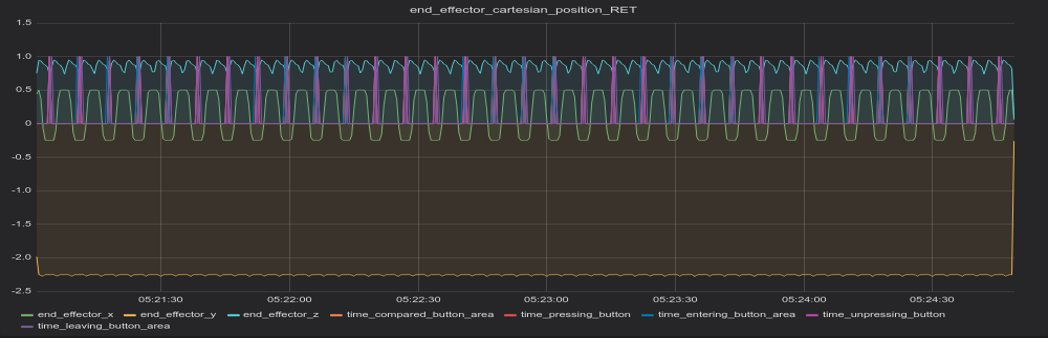 end_effector_cartesian_position_RET
1.5
1.0
0.5
0
-0.5
-1.0
-1.5
-2.0
-2.5
05:21:30 05:22:00 05:22:30 05:23:00 05:23:30 05:24:00 05:24:30
end_effector_x end_effector_y end_effector_z time_compared_button_area time_pressing_button time_entering_button_area time_unpressing_button
time_leaving_button_area